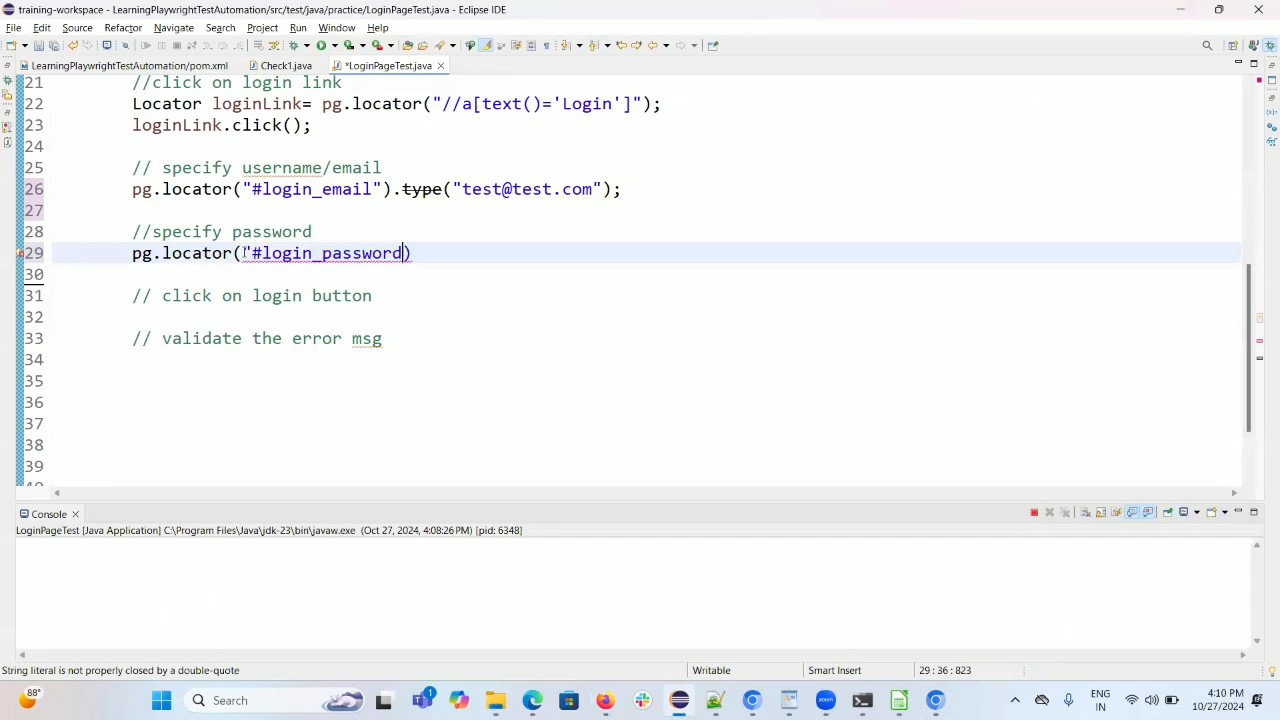 training-workspace - LearningPlaywrightTestAutomation/src/test/java/practice/LoginPageTest.java - Eclipse IDE
File Edit Source Refactor Navigate Search Project Run Window Help
LearningPlaywrightTestAutomation/pom.xml Check1.java *LoginPageTest.java
21 //click on login link
22 Locator loginLink= pg.locator("//a[text()='Login']");
23 loginLink.click();
24
25 // specify username/email
26 pg.locator("#login_email").type("test@test.com");
27
28 //specify password
29 pg.locator("#login_password)
30
31 // click on login button
32
33 // validate the error msg
34
35
36
37
38
39
Console
LoginPageTest [Java Application] C:\Program Files\Java\jdk-23\bin\javaw.exe (Oct 27, 2024, 4:08:26 PM) [pid: 6348]
String literal is not properly closed by a double-quote Writable Smart Insert 29 : 36 : 823
88° Search 1 ENG IN 4:10 PM 10/27/2024